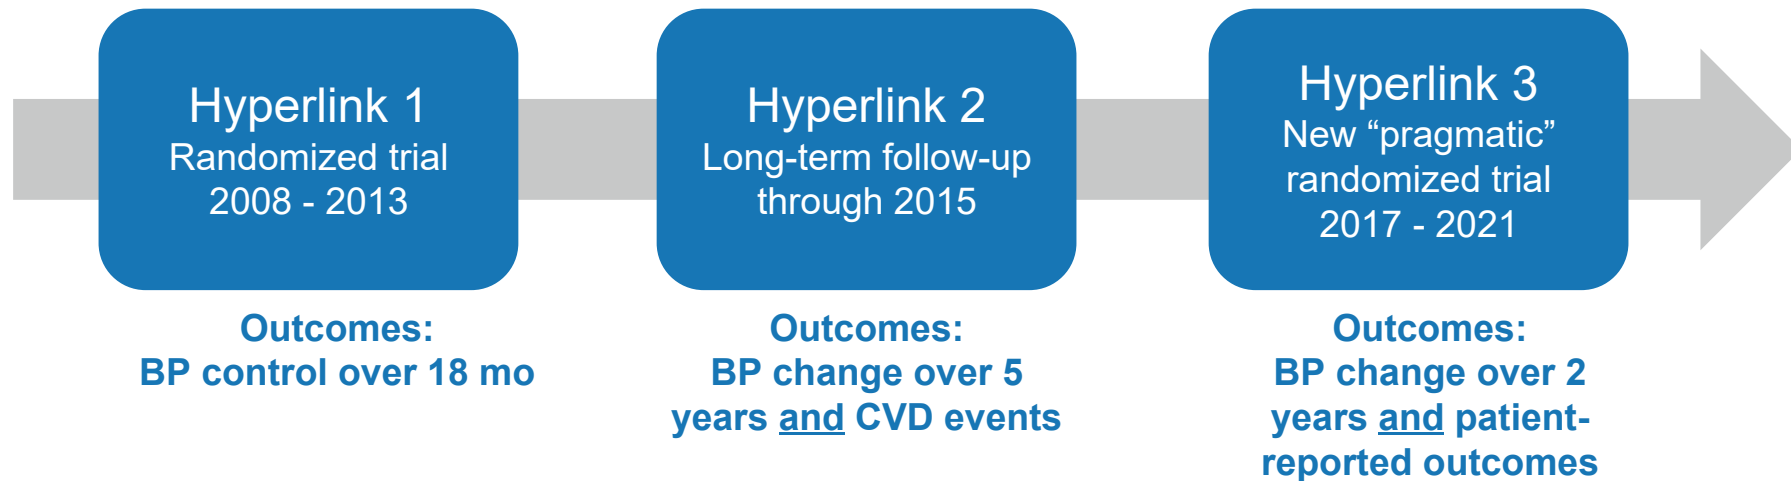 Hyperlink 1
Randomized trial
2008 - 2013
Outcomes:
BP control over 18 mo
Hyperlink 2
Long-term follow-up
through 2015
Outcomes:
BP change over 5
years and CVD events
Hyperlink 3
New “pragmatic”
randomized trial
2017 - 2021
Outcomes:
BP change over 2
years and patient-
reported outcomes